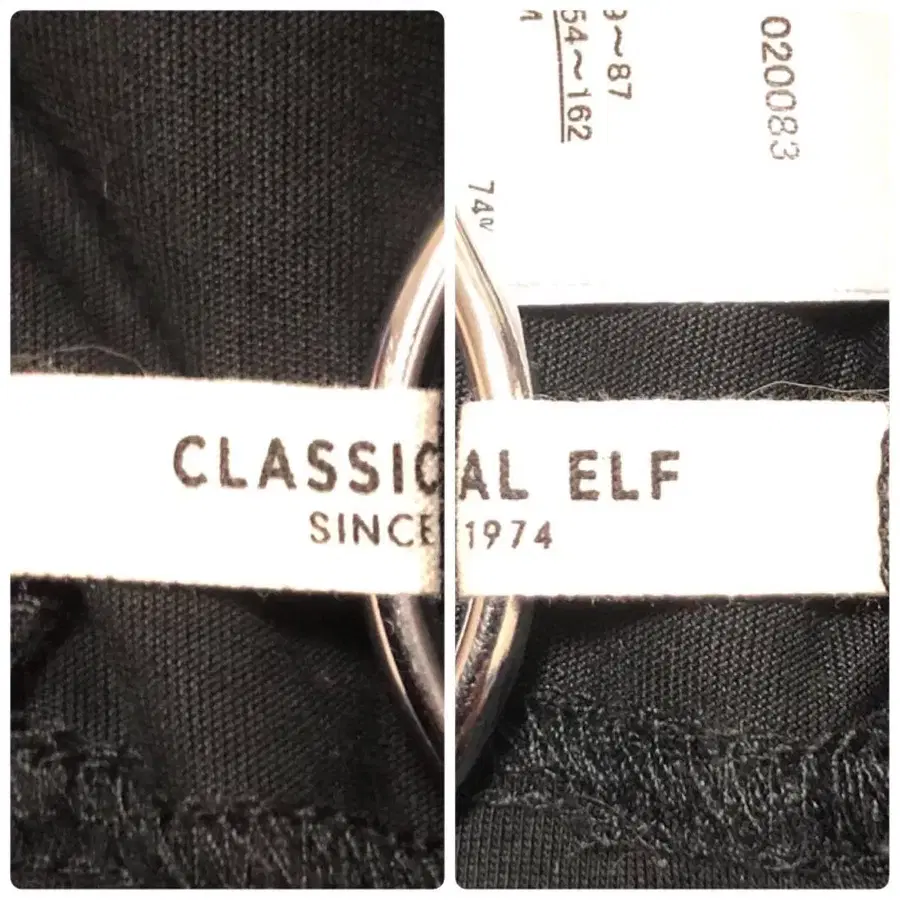 020083
~87
54~162
M
74
CLASSICAL ELF
SINCE 1974